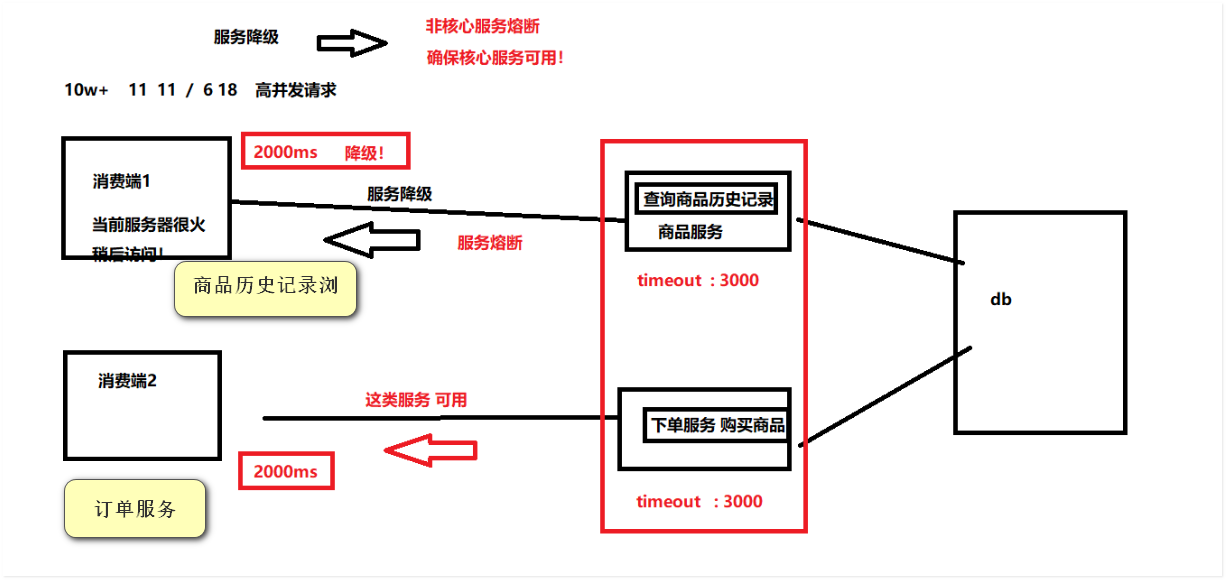 服务降级
非核心服务熔断
确保核心服务可用！
10w+ 11 11 / 6 18 高并发请求
2000ms 降级！
消费端1
当前服务器很火
稍后访问！
服务降级
服务熔断
商品历史记录浏
查询商品历史记录
商品服务
timeout : 3000
db
消费端2
这类服务 可用
2000ms
订单服务
下单服务 购买商品
timeout : 3000